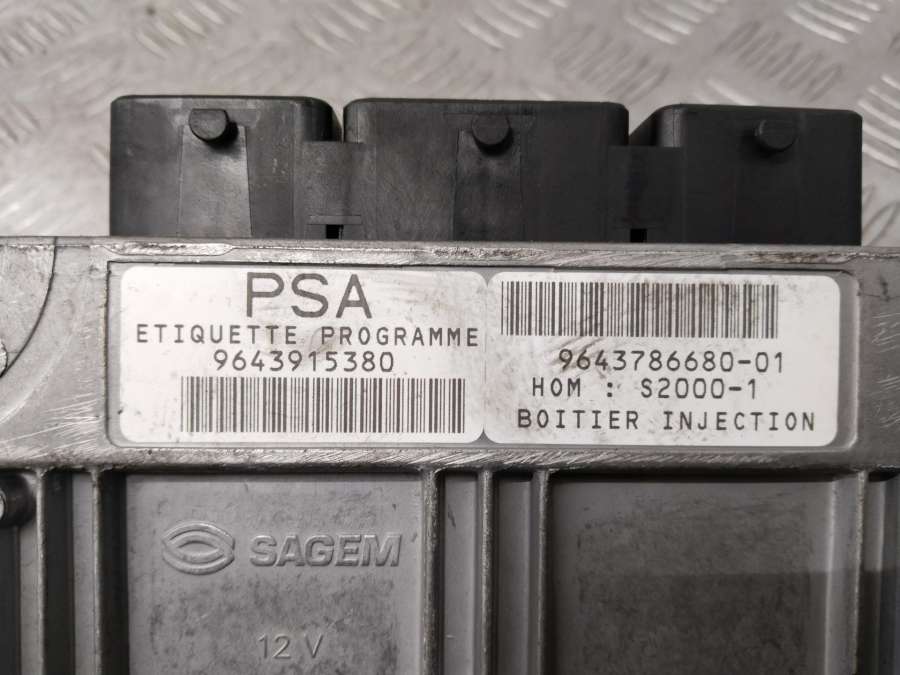 PSA
ETIQUETTE PROGRAMME
9643915380
9643786680-01
HOM : S2000-1
BOITIER INJECTION
SAGEM
12 V